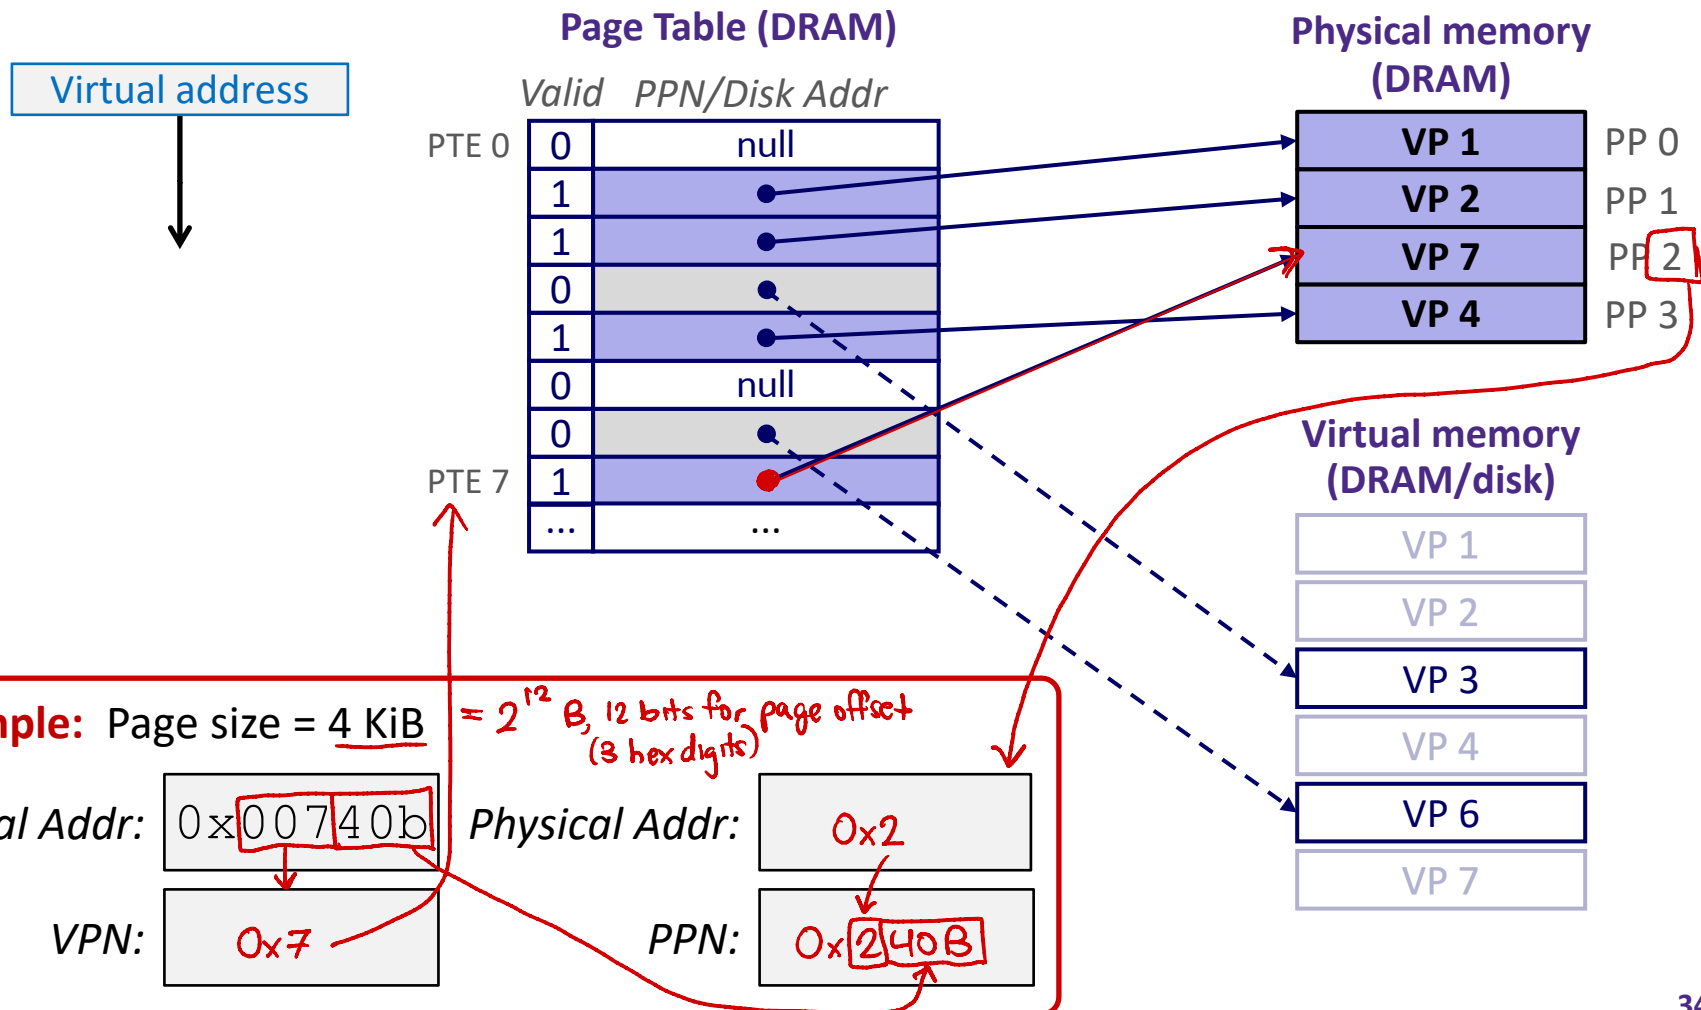 Page Table (DRAM)
Physical memory
(DRAM)
Virtual address
Valid PPN/Disk Addr
PTE 0 0 null
1
1
0
1
0 null
0
PTE 7 1
... ...
VP 1 PP 0
VP 2 PP 1
VP 7 PP 2
VP 4 PP 3
Virtual memory
(DRAM/disk)
VP 1
VP 2
VP 3
VP 4
VP 6
VP 7
mple: Page size = 4 KiB = 2^12 B, 12 bits for page offset
(3 hex digits)
al Addr: 0x00740b Physical Addr: 0x2
VPN: 0x7 PPN: 0x240B
34